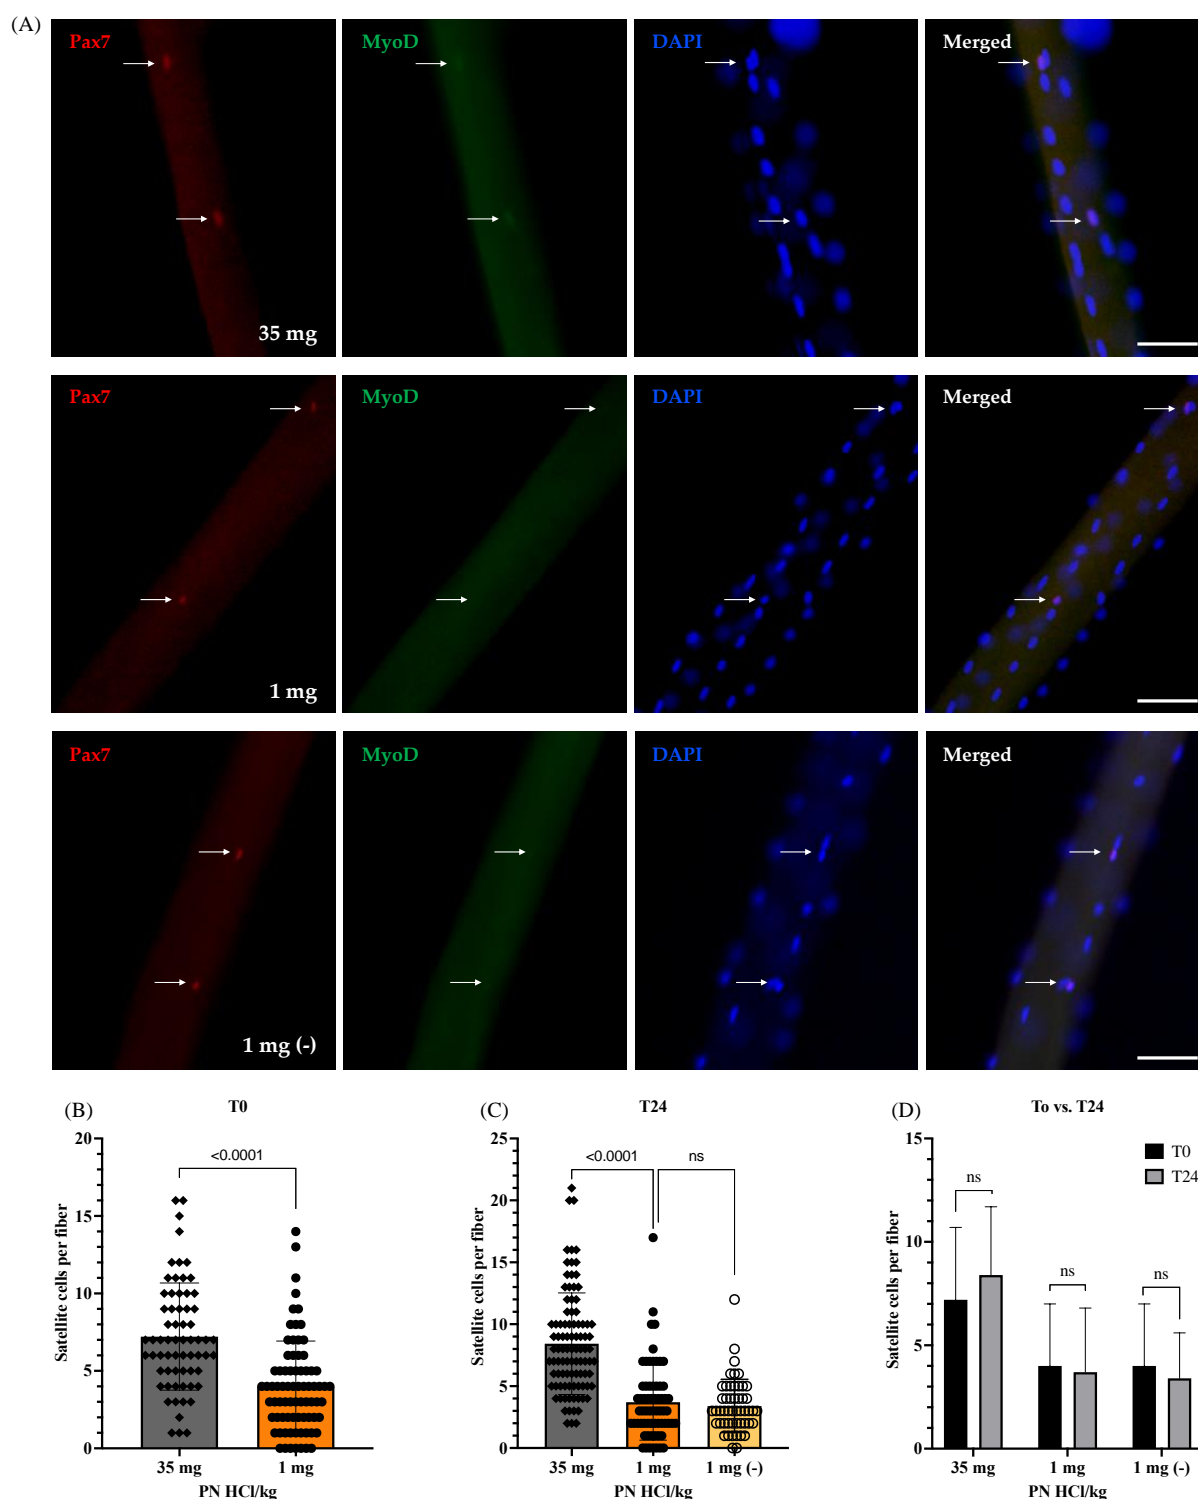 (A)
Pax7 MyoD DAPI Merged
35 mg
Pax7 MyoD DAPI Merged
1 mg
Pax7 MyoD DAPI Merged
1 mg (-)
(B) T0
Satellite cells per fiber
20
15
10
5
0
<0.0001
35 mg 1 mg
PN HCl/kg
(C) T24
Satellite cells per fiber
25
20
15
10
5
0
<0.0001 ns
35 mg 1 mg 1 mg (-)
PN HCl/kg
(D) To vs. T24
Satellite cells per fiber
15
10
5
0
T0
T24
ns
ns
ns
35 mg 1 mg 1 mg (-)
PN HCl/kg